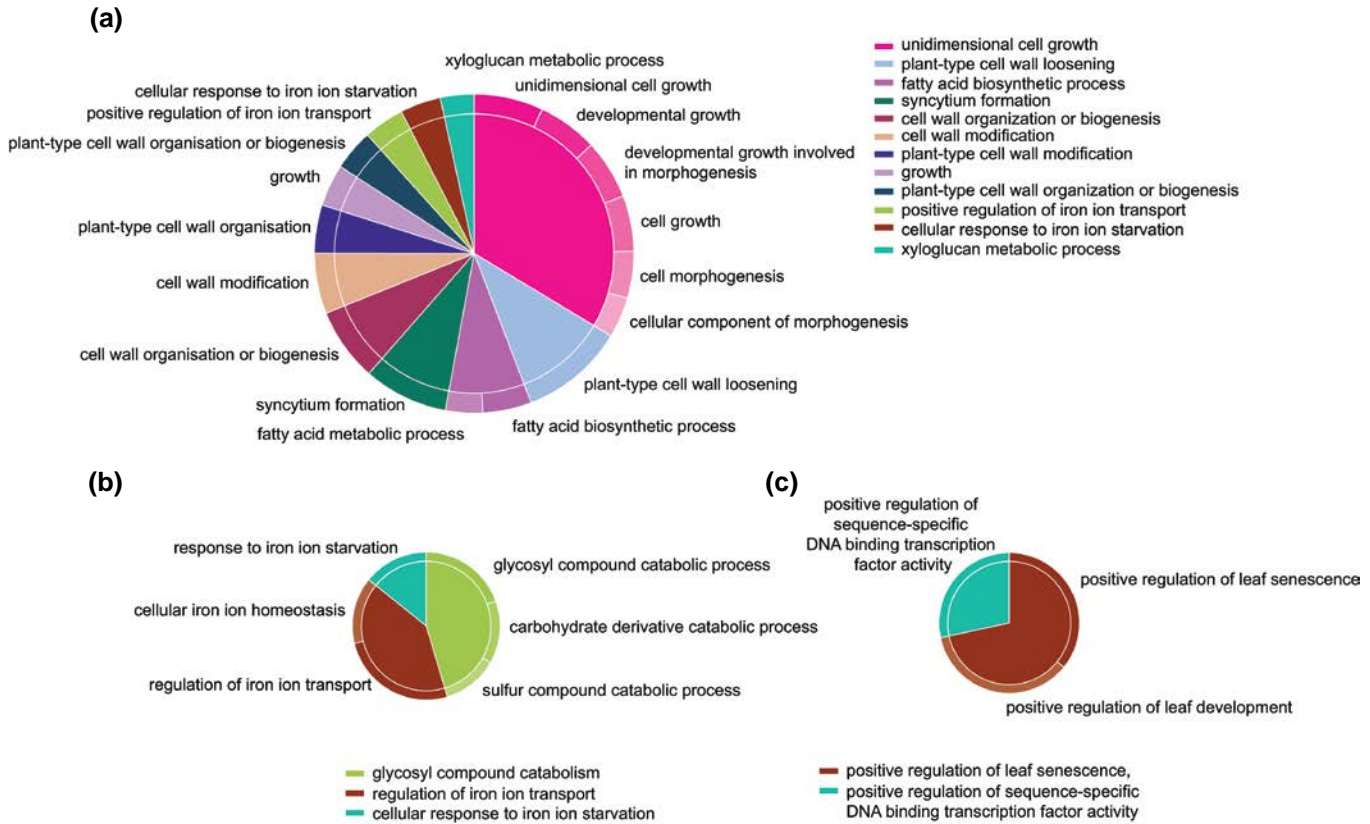 (a)
xyloglucan metabolic process
unidimensional cell growth
developmental growth
developmental growth involved
in morphogenesis
cell growth
cell morphogenesis
cellular component of morphogenesis
plant-type cell wall loosening
fatty acid biosynthetic process
fatty acid metabolic process
syncytium formation
cell wall organisation or biogenesis
cell wall modification
plant-type cell wall organisation
growth
plant-type cell wall organisation or biogenesis
positive regulation of iron ion transport
cellular response to iron ion starvation
unidimensional cell growth
plant-type cell wall loosening
fatty acid biosynthetic process
syncytium formation
cell wall organization or biogenesis
cell wall modification
plant-type cell wall modification
growth
plant-type cell wall organization or biogenesis
positive regulation of iron ion transport
cellular response to iron ion starvation
xyloglucan metabolic process
(b)
response to iron ion starvation
cellular iron ion homeostasis
regulation of iron ion transport
glycosyl compound catabolic process
carbohydrate derivative catabolic process
sulfur compound catabolic process
glycosyl compound catabolism
regulation of iron ion transport
cellular response to iron ion starvation
(c)
positive regulation of
sequence-specific
DNA binding transcription
factor activity
positive regulation of leaf senescence
positive regulation of leaf development
positive regulation of leaf senescence,
positive regulation of sequence-specific
DNA binding transcription factor activity